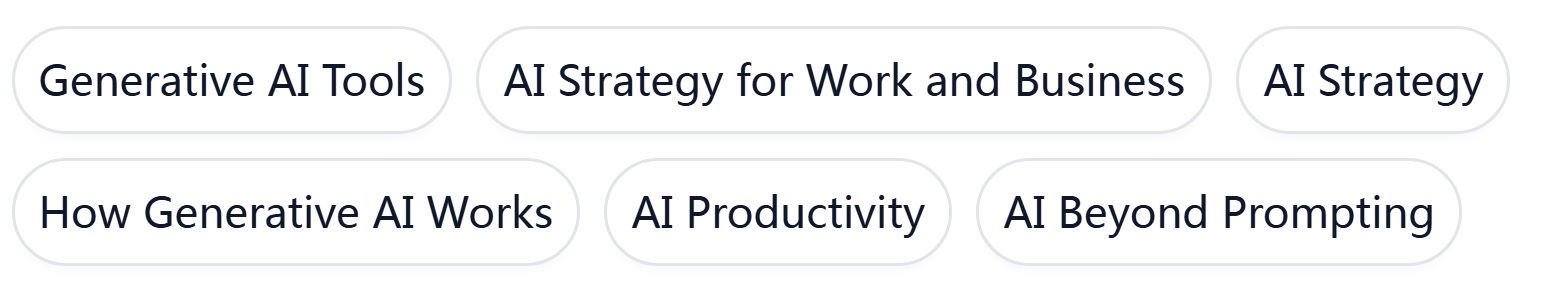 Generative AI Tools AI Strategy for Work and Business AI Strategy
How Generative AI Works AI Productivity AI Beyond Prompting